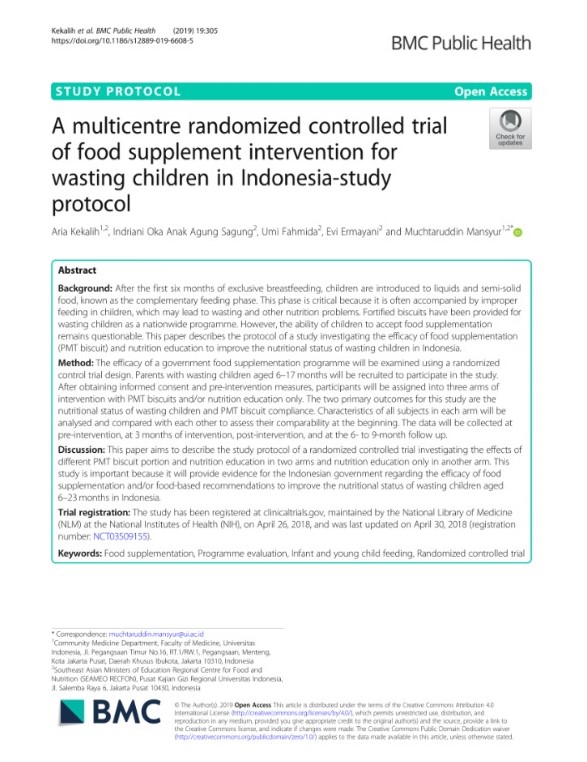 Kekalih et al. BMC Public Health (2019) 19:305
https://doi.org/10.1186/s12889-019-6608-5
BMC Public Health
STUDY PROTOCOL
Open Access
Check for
updates
A multicentre randomized controlled trial
of food supplement intervention for
wasting children in Indonesia-study
protocol
Aria Kekalih1,2, Indriani Oka Anak Agung Sagung2, Umi Fahmida2, Evi Ermayani2 and Muchtaruddin Mansyur1,2*
Abstract
Background: After the first six months of exclusive breastfeeding, children are introduced to liquids and semi-solid
food, known as the complementary feeding phase. This phase is critical because it is often accompanied by improper
feeding in children, which may lead to wasting and other nutrition problems. Fortified biscuits have been provided for
wasting children as a nationwide programme. However, the ability of children to accept food supplementation
remains questionable. This paper describes the protocol of a study investigating the efficacy of food supplementation
(PMT biscuit) and nutrition education to improve the nutritional status of wasting children in Indonesia.
Method: The efficacy of a government food supplementation programme will be examined using a randomized
control trial design. Parents with wasting children aged 6–17 months will be recruited to participate in the study.
After obtaining informed consent and pre-intervention measures, participants will be assigned into three arms of
intervention with PMT biscuits and/or nutrition education only. The two primary outcomes for this study are the
nutritional status of wasting children and PMT biscuit compliance. Characteristics of all subjects in each arm will be
analysed and compared with each other to assess their comparability at the beginning. The data will be collected at
pre-intervention, at 3 months of intervention, post-intervention, and at the 6- to 9-month follow up.
Discussion: This paper aims to describe the study protocol of a randomized controlled trial investigating the effects of
different PMT biscuit portion and nutrition education in two arms and nutrition education only in another arm. This
study is important because it will provide evidence for the Indonesian government regarding the efficacy of food
supplementation and/or food-based recommendations to improve the nutritional status of wasting children aged
6–23 months in Indonesia.
Trial registration: The study has been registered at clinicaltrials.gov, maintained by the National Library of Medicine
(NLM) at the National Institutes of Health (NIH), on April 26, 2018, and was last updated on April 30, 2018 (registration
number: NCT03509155).
Keywords: Food supplementation, Programme evaluation, Infant and young child feeding, Randomized controlled trial
* Correspondence: muchtaruddin.mansyur@ui.ac.id
1Community Medicine Department, Faculty of Medicine, Universitas
Indonesia, Jl. Pegangsaan Timur No.16, RT.1/RW.1, Pegangsaan, Menteng,
Kota Jakarta Pusat, Daerah Khusus Ibukota, Jakarta 10310, Indonesia
2Southeast Asian Ministers of Education Regional Centre for Food and
Nutrition (SEAMEO RECFON), Pusat Kajian Gizi Regional Universitas Indonesia,
Jl. Salemba Raya 6, Jakarta Pusat 10430, Indonesia
BMC
© The Author(s). 2019 Open Access This article is distributed under the terms of the Creative Commons Attribution 4.0
International License (http://creativecommons.org/licenses/by/4.0/), which permits unrestricted use, distribution, and
reproduction in any medium, provided you give appropriate credit to the original author(s) and the source, provide a link to
the Creative Commons license, and indicate if changes were made. The Creative Commons Public Domain Dedication waiver
(http://creativecommons.org/publicdomain/zero/1.0/) applies to the data made available in this article, unless otherwise stated.